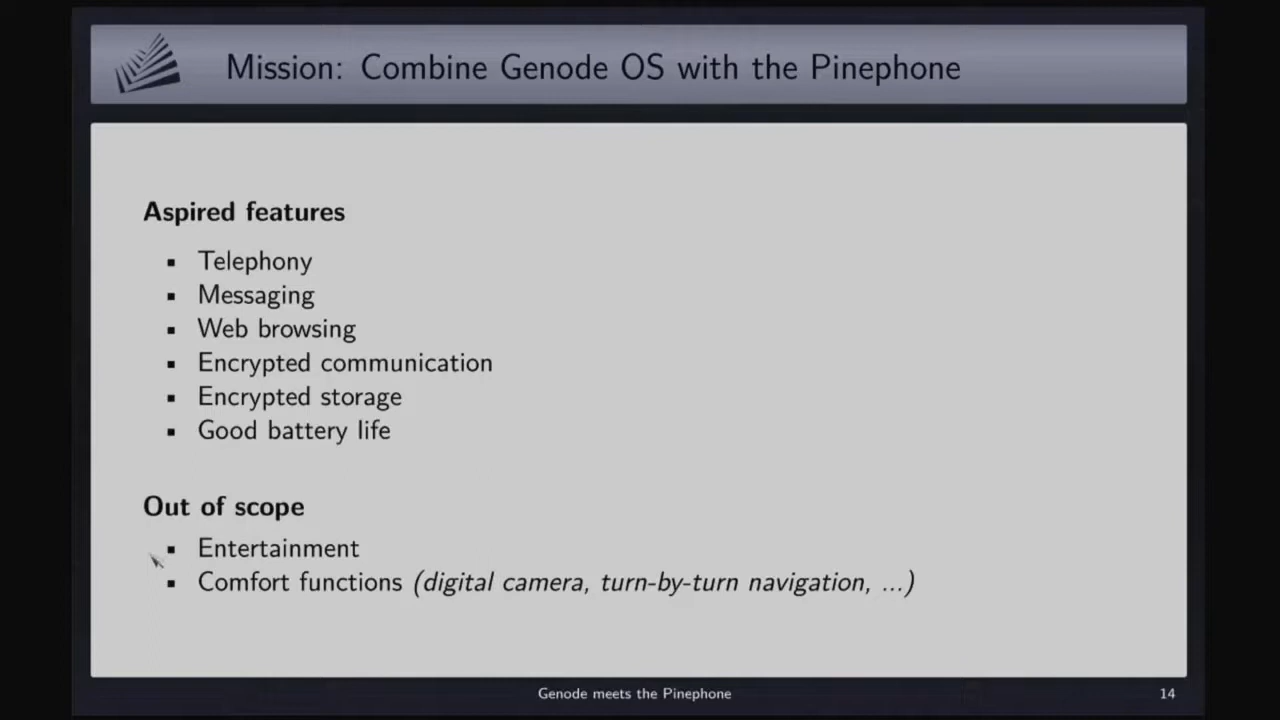 Mission: Combine Genode OS with the Pinephone
Aspired features
▪ Telephony
▪ Messaging
▪ Web browsing
▪ Encrypted communication
▪ Encrypted storage
▪ Good battery life
Out of scope
▪ Entertainment
▪ Comfort functions (digital camera, turn-by-turn navigation, ...)
Genode meets the Pinephone
14